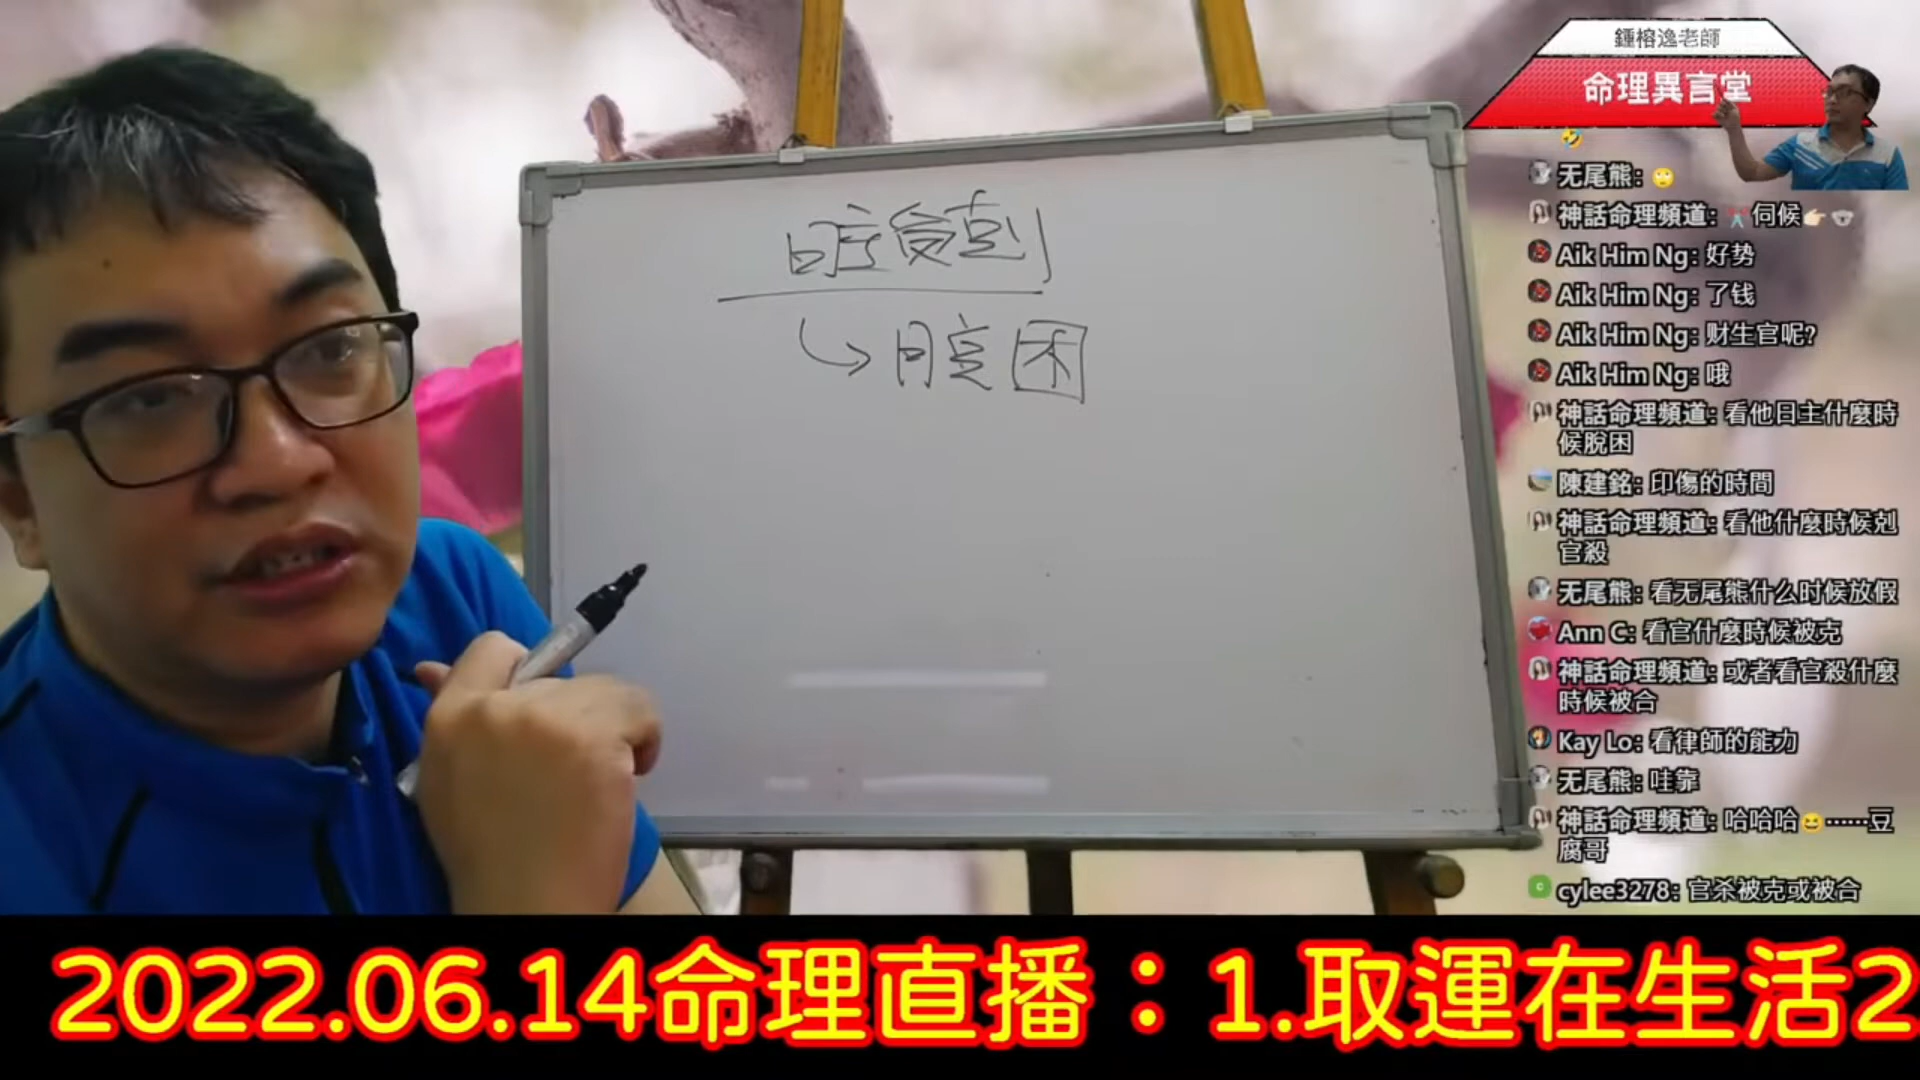 鍾榕逸老師
命理異言堂
🤣
无尾熊: 🙄
神話命理頻道: ✂️伺候👉🏻🐨
Aik Him Ng: 好势
Aik Him Ng: 了钱
Aik Him Ng: 财生官呢?
Aik Him Ng: 哦
神話命理頻道: 看他日主什麼時
候脫困
陳建銘: 印傷的時間
神話命理頻道: 看他什麼時候剋
官殺
无尾熊: 看无尾熊什么时候放假
Ann C: 看官什麼時候被克
神話命理頻道: 或者看官殺什麼
時候被合
Kay Lo: 看律師的能力
无尾熊: 哇靠
神話命理頻道: 哈哈哈😆⋯⋯豆
腐哥
cylee3278: 官杀被克或被合
困
2022.06.14命理直播：1.取運在生活2